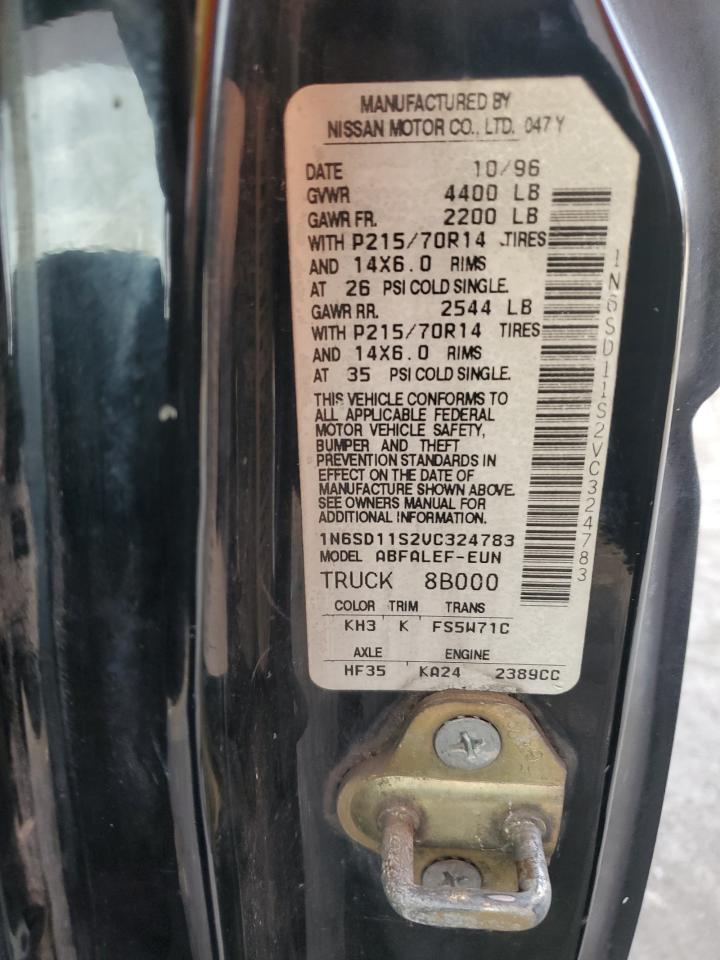 MANUFACTURED BY
NISSAN MOTOR CO., LTD. 047Y
DATE 10/96
GVWR 4400 LB
GAWR FR. 2200 LB
WITH P215/70R14 TIRES
AND 14X6.0 RIMS
AT 26 PSI COLD SINGLE.
GAWR RR. 2544 LB
WITH P215/70R14 TIRES
AND 14X6.0 RIMS
AT 35 PSI COLD SINGLE.
THIS VEHICLE CONFORMS TO
ALL APPLICABLE FEDERAL
MOTOR VEHICLE SAFETY,
BUMPER AND THEFT
PREVENTION STANDARDS IN
EFFECT ON THE DATE OF
MANUFACTURE SHOWN ABOVE.
SEE OWNERS MANUAL FOR
ADDITIONAL INFORMATION.
1N6SD11S2VC324783
MODEL ABFALEF-EUN
TRUCK 8B000
COLOR TRIM TRANS
KH3 K FS5W71C
AXLE ENGINE
HF35 KA24 2389CC
1N6SD11S2VC324783